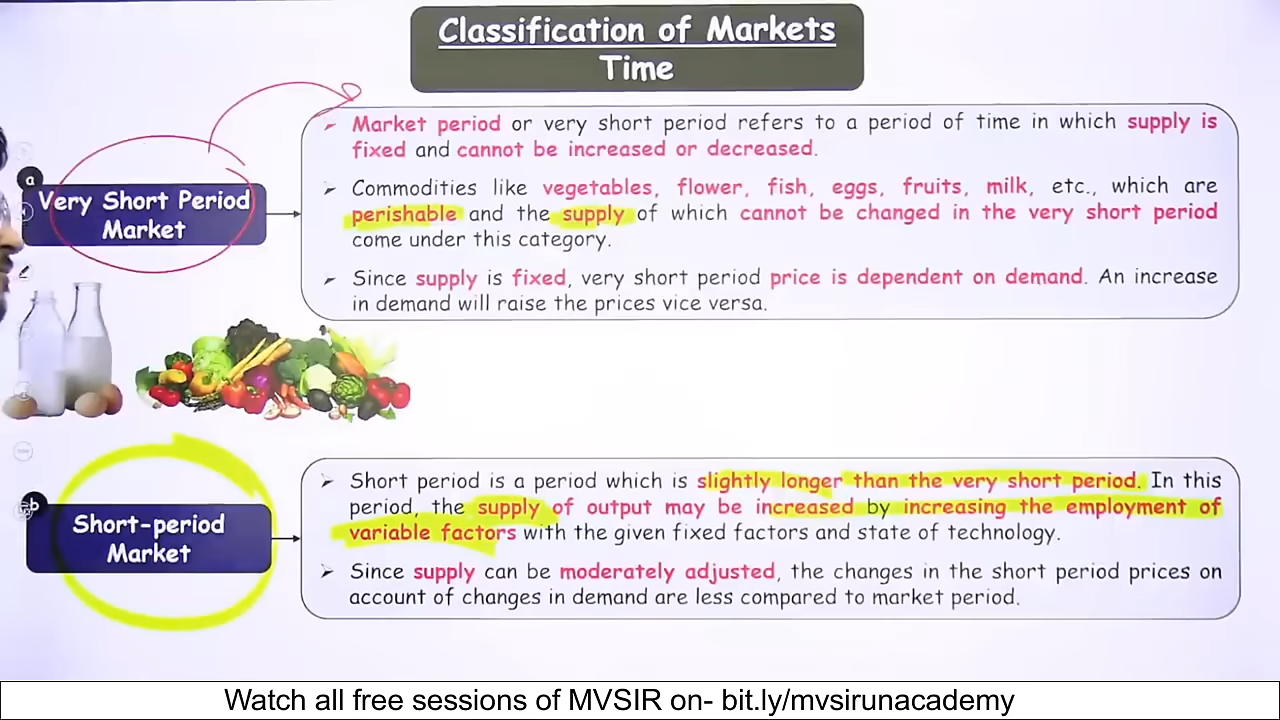 Classification of Markets
Time
a
Very Short Period
Market
Market period or very short period refers to a period of time in which supply is
fixed and cannot be increased or decreased.
Commodities like vegetables, flower, fish, eggs, fruits, milk, etc., which are
perishable and the supply of which cannot be changed in the very short period
come under this category.
Since supply is fixed, very short period price is dependent on demand. An increase
in demand will raise the prices vice versa.
b
Short-period
Market
Short period is a period which is slightly longer than the very short period. In this
period, the supply of output may be increased by increasing the employment of
variable factors with the given fixed factors and state of technology.
Since supply can be moderately adjusted, the changes in the short period prices on
account of changes in demand are less compared to market period.
Watch all free sessions of MVSIR on- bit.ly/mvsirunacademy